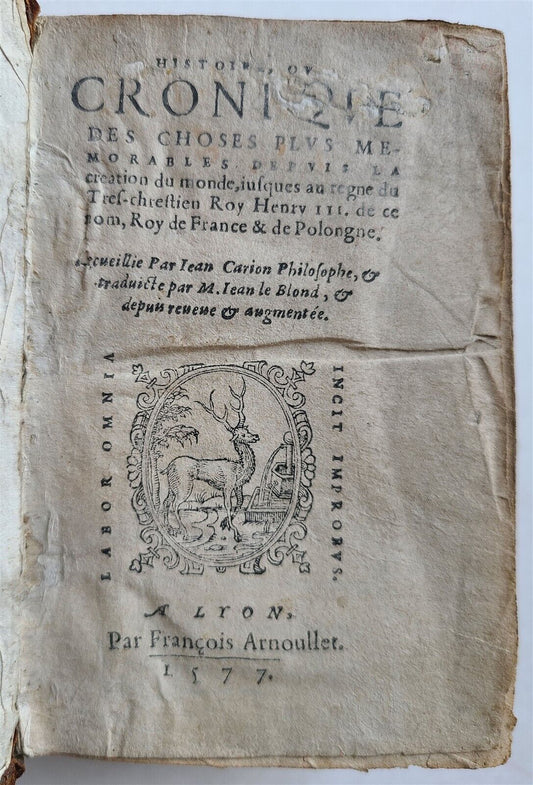 HISTOIRE, OV
CRONIQVE
DES CHOSES PLVS ME-
MORABLES, DEPVIS LA
creation du monde, iusques au regne du
Tres-chrestien Roy Henry III. de ce
nom, Roy de France & de Polongne.
Recueillie Par Iean Carion Philosophe, &
traduicte par M. Iean le Blond, &
depuis reueue & augmentée.
LABOR OMNIA
VINCIT IMPROBVS.
A LYON,
Par François Arnoullet.
1577.